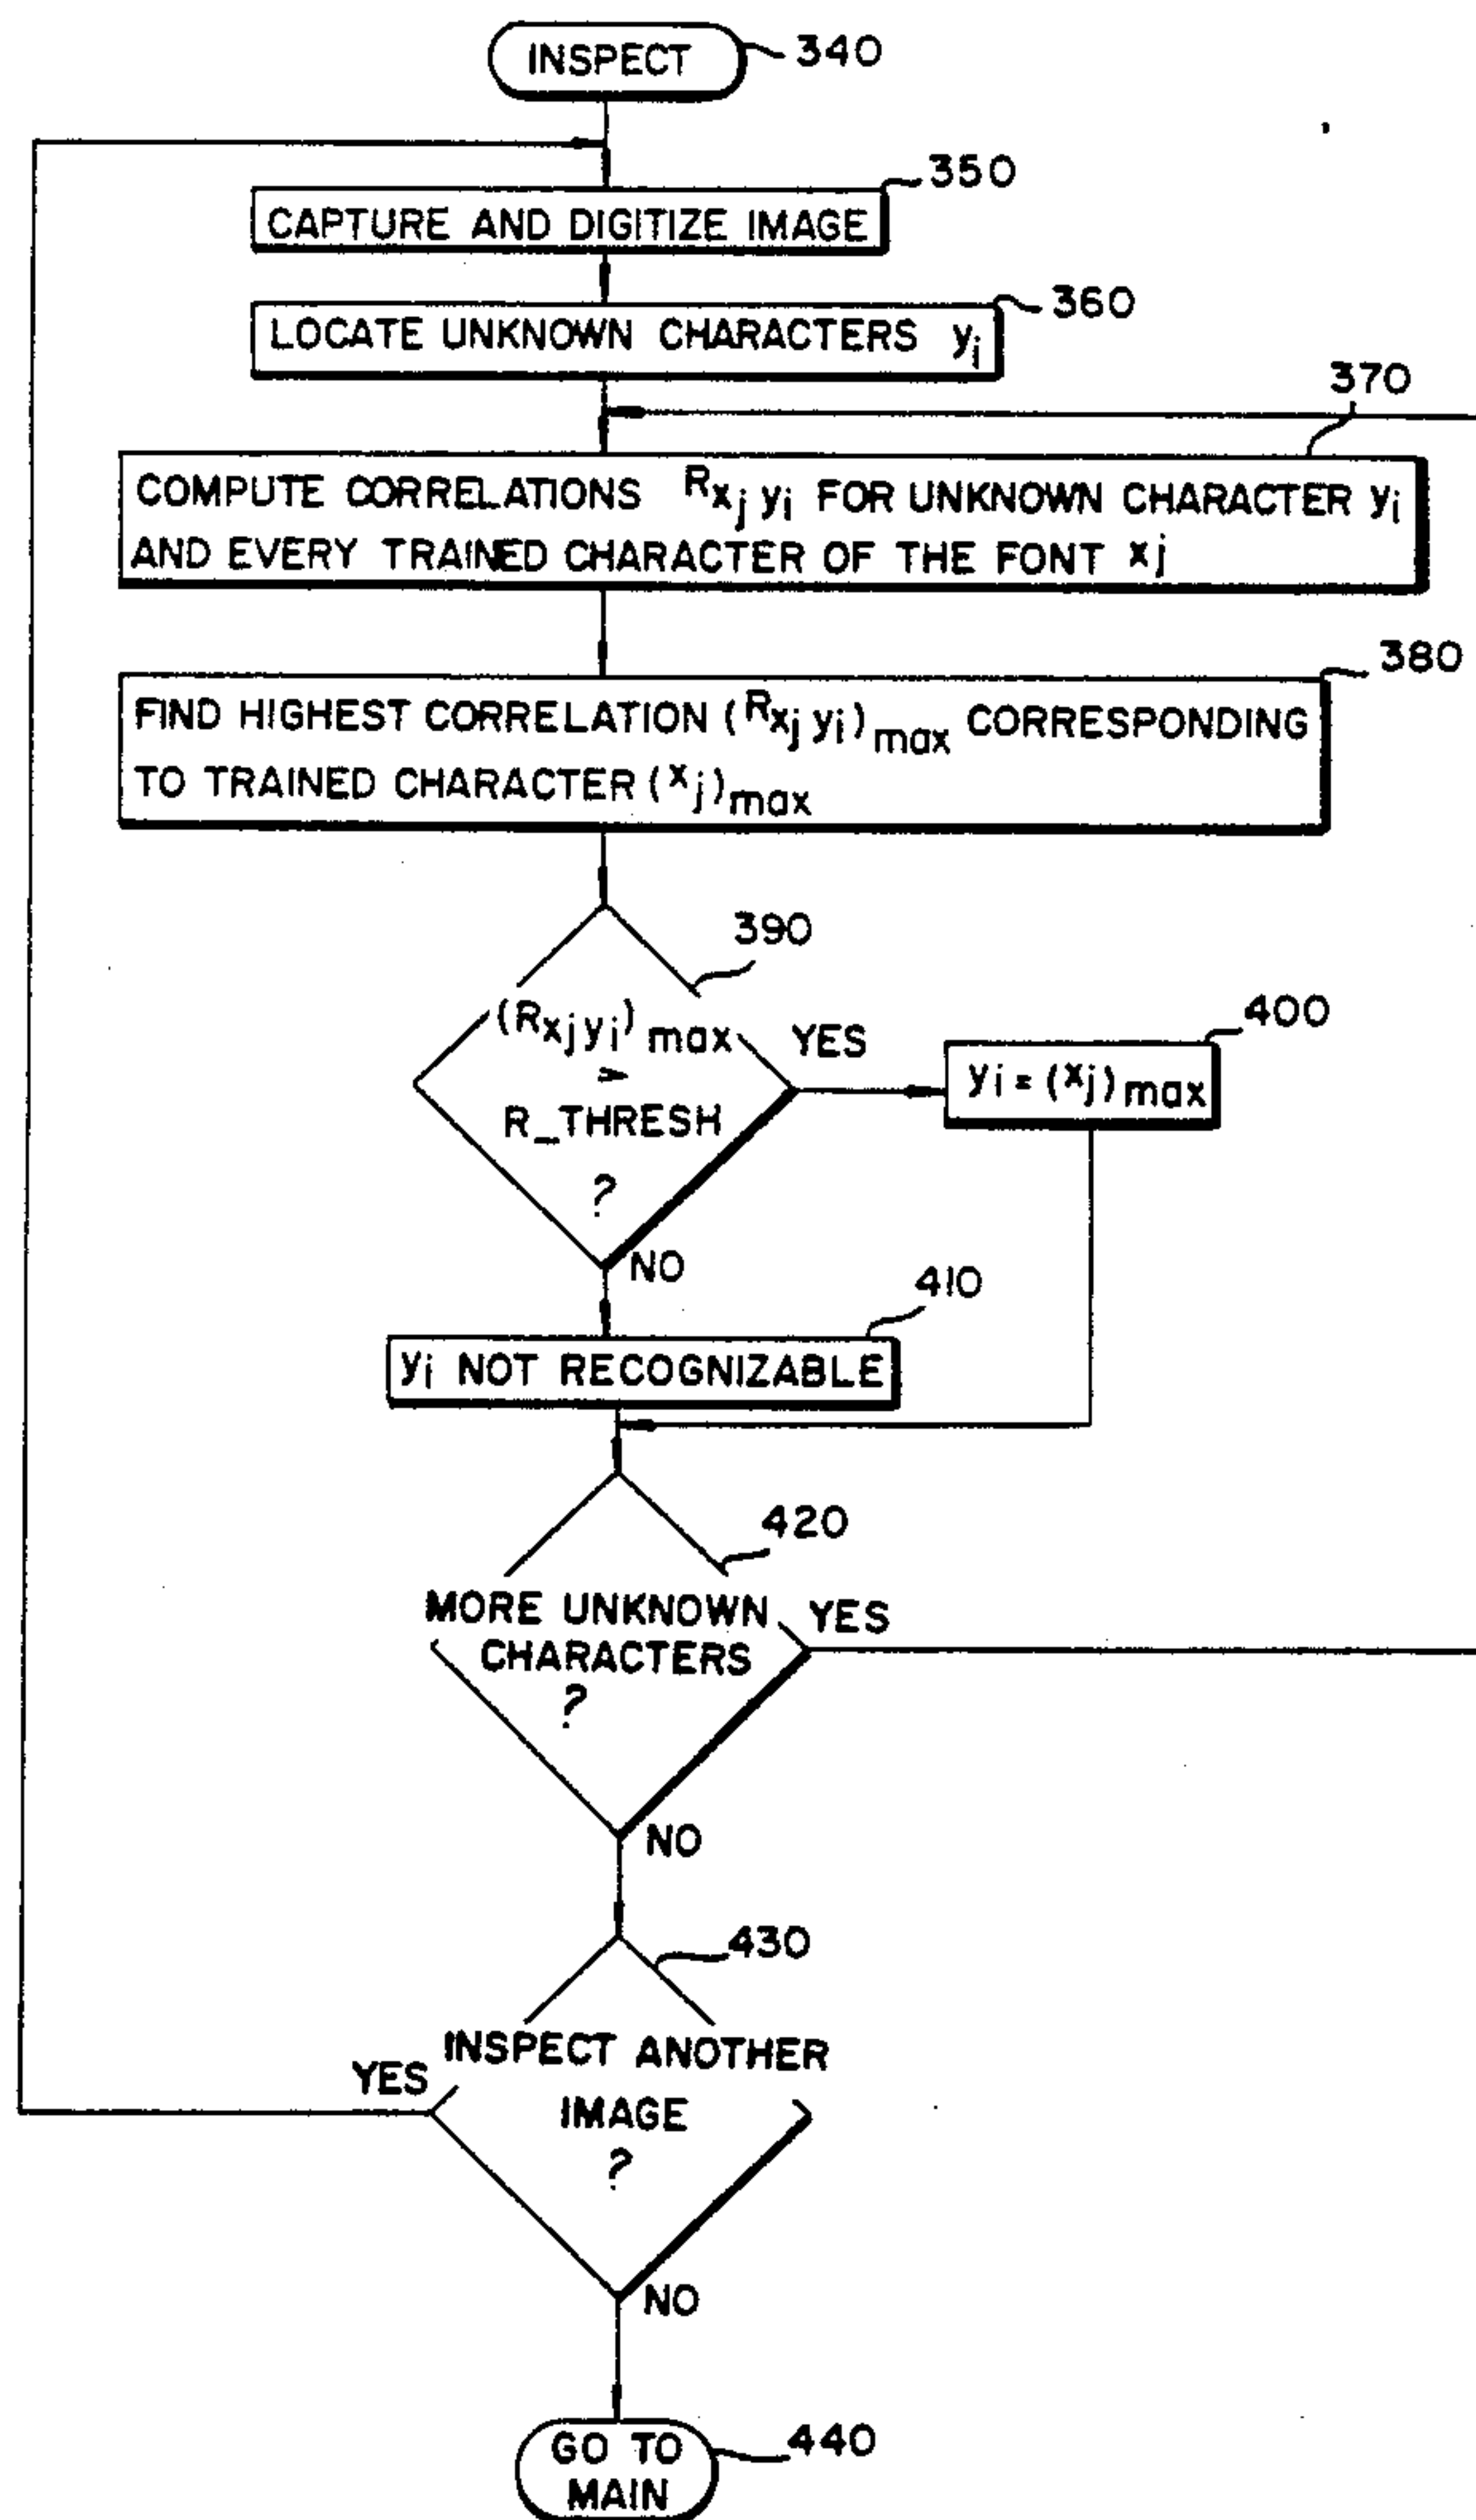 INSPECT
340
350
CAPTURE AND DIGITIZE IMAGE
360
LOCATE UNKNOWN CHARACTERS yi
370
COMPUTE CORRELATIONS Rxj yi FOR UNKNOWN CHARACTER yi
AND EVERY TRAINED CHARACTER OF THE FONT xj
380
FIND HIGHEST CORRELATION (Rxj yi)max CORRESPONDING
TO TRAINED CHARACTER (xj)max
390
(Rxj yi)max
>
R_THRESH
?
YES
400
yi = (xj)max
NO
410
yi NOT RECOGNIZABLE
420
MORE UNKNOWN
CHARACTERS
?
YES
NO
430
INSPECT ANOTHER
IMAGE
?
YES
NO
GO TO
MAIN
440